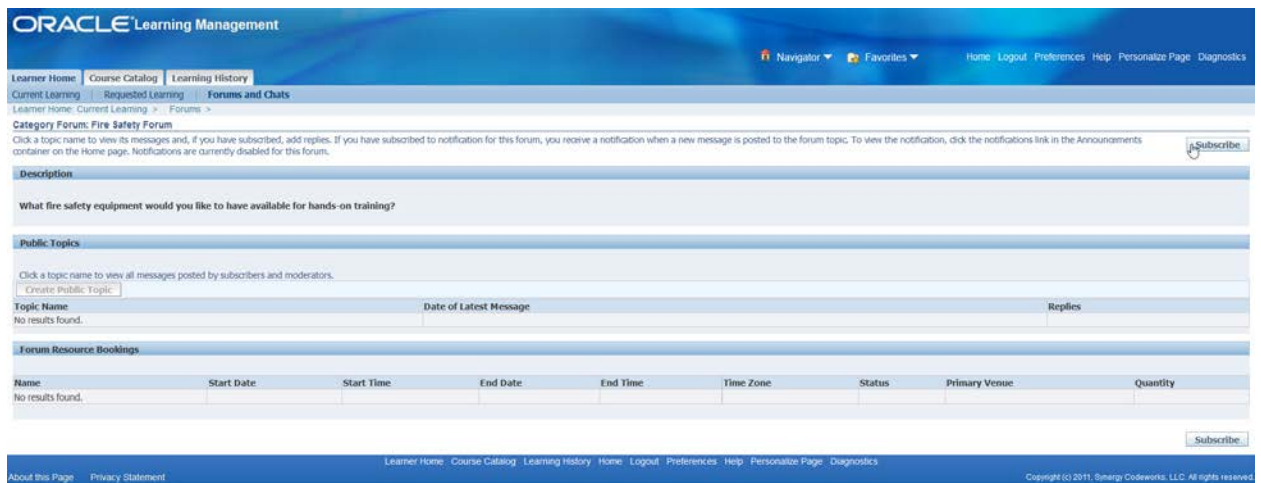 ORACLE Learning Management
Navigator Favorites Home Logout Preferences Help Personalize Page Diagnostics
Learner Home Course Catalog Learning History
Current Learning Requested Learning Forums and Chats
Learner Home: Current Learning > Forums >
Category Forum: Fire Safety Forum
Click a topic name to view its messages and, if you have subscribed, add replies. If you have subscribed to notification for this forum, you receive a notification when a new message is posted to the forum topic. To view the notification, click the notifications link in the Announcements
container on the Home page. Notifications are currently disabled for this forum.
Subscribe
Description
What fire safety equipment would you like to have available for hands-on training?
Public Topics
Click a topic name to view all messages posted by subscribers and moderators.
Create Public Topic
Topic Name Date of Latest Message Replies
No results found.
Forum Resource Bookings
Name Start Date Start Time End Date End Time Time Zone Status Primary Venue Quantity
No results found.
Subscribe
Learner Home Course Catalog Learning History Home Logout Preferences Help Personalize Page Diagnostics
About this Page Privacy Statement Copyright (c) 2011, Synergy Codeworks, LLC. All rights reserved.